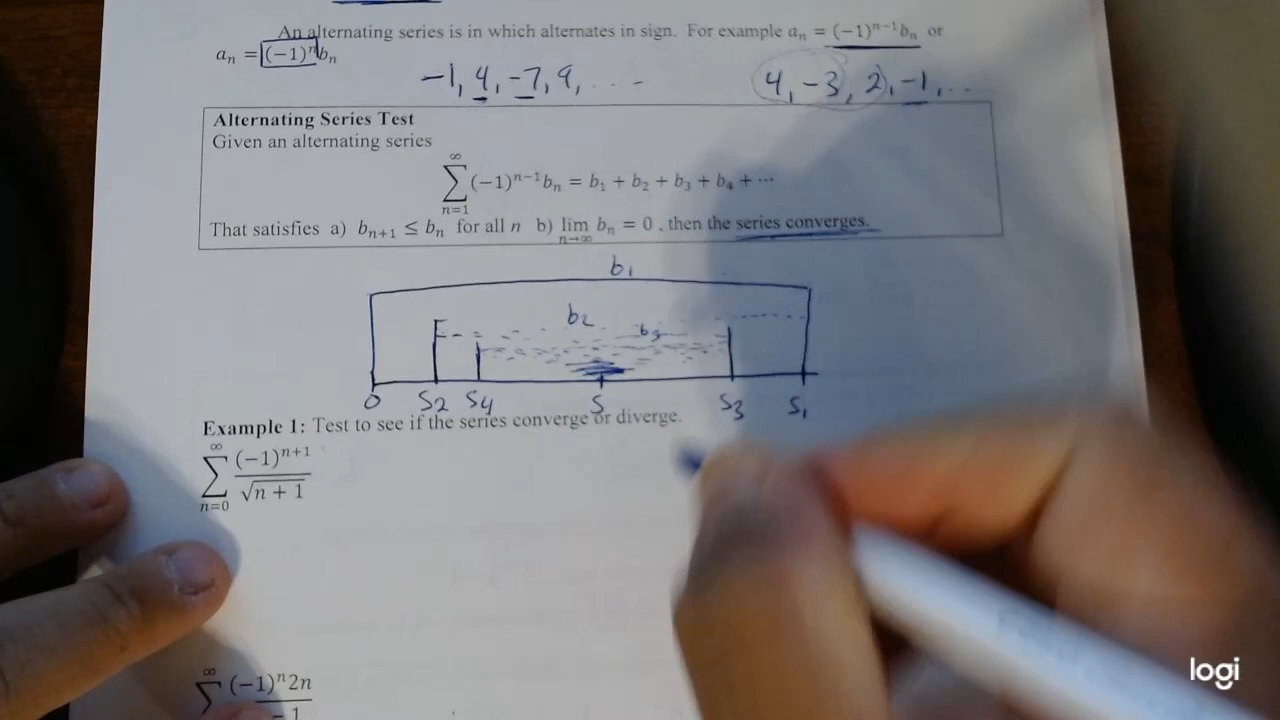 An alternating series is in which alternates in sign. For example aₙ = (−1)ⁿ⁻¹bₙ or
aₙ = (−1)ⁿbₙ
−1, 4, −7, 9, ... 4, −3, 2, −1, ...
Alternating Series Test
Given an alternating series
∞
∑ (−1)ⁿ⁻¹bₙ = b₁ + b₂ + b₃ + b₄ + ⋯
n=1
That satisfies a) bₙ₊₁ ≤ bₙ for all n b) lim bₙ = 0 , then the series converges.
n→∞
b₁
b₂ b₃
0 S₂ S₄ S S₃ S₁
Example 1: Test to see if the series converge or diverge.
∞
∑ (−1)ⁿ⁺¹
√n + 1
n=0
∞
∑ (−1)ⁿ2n
− 1
logi